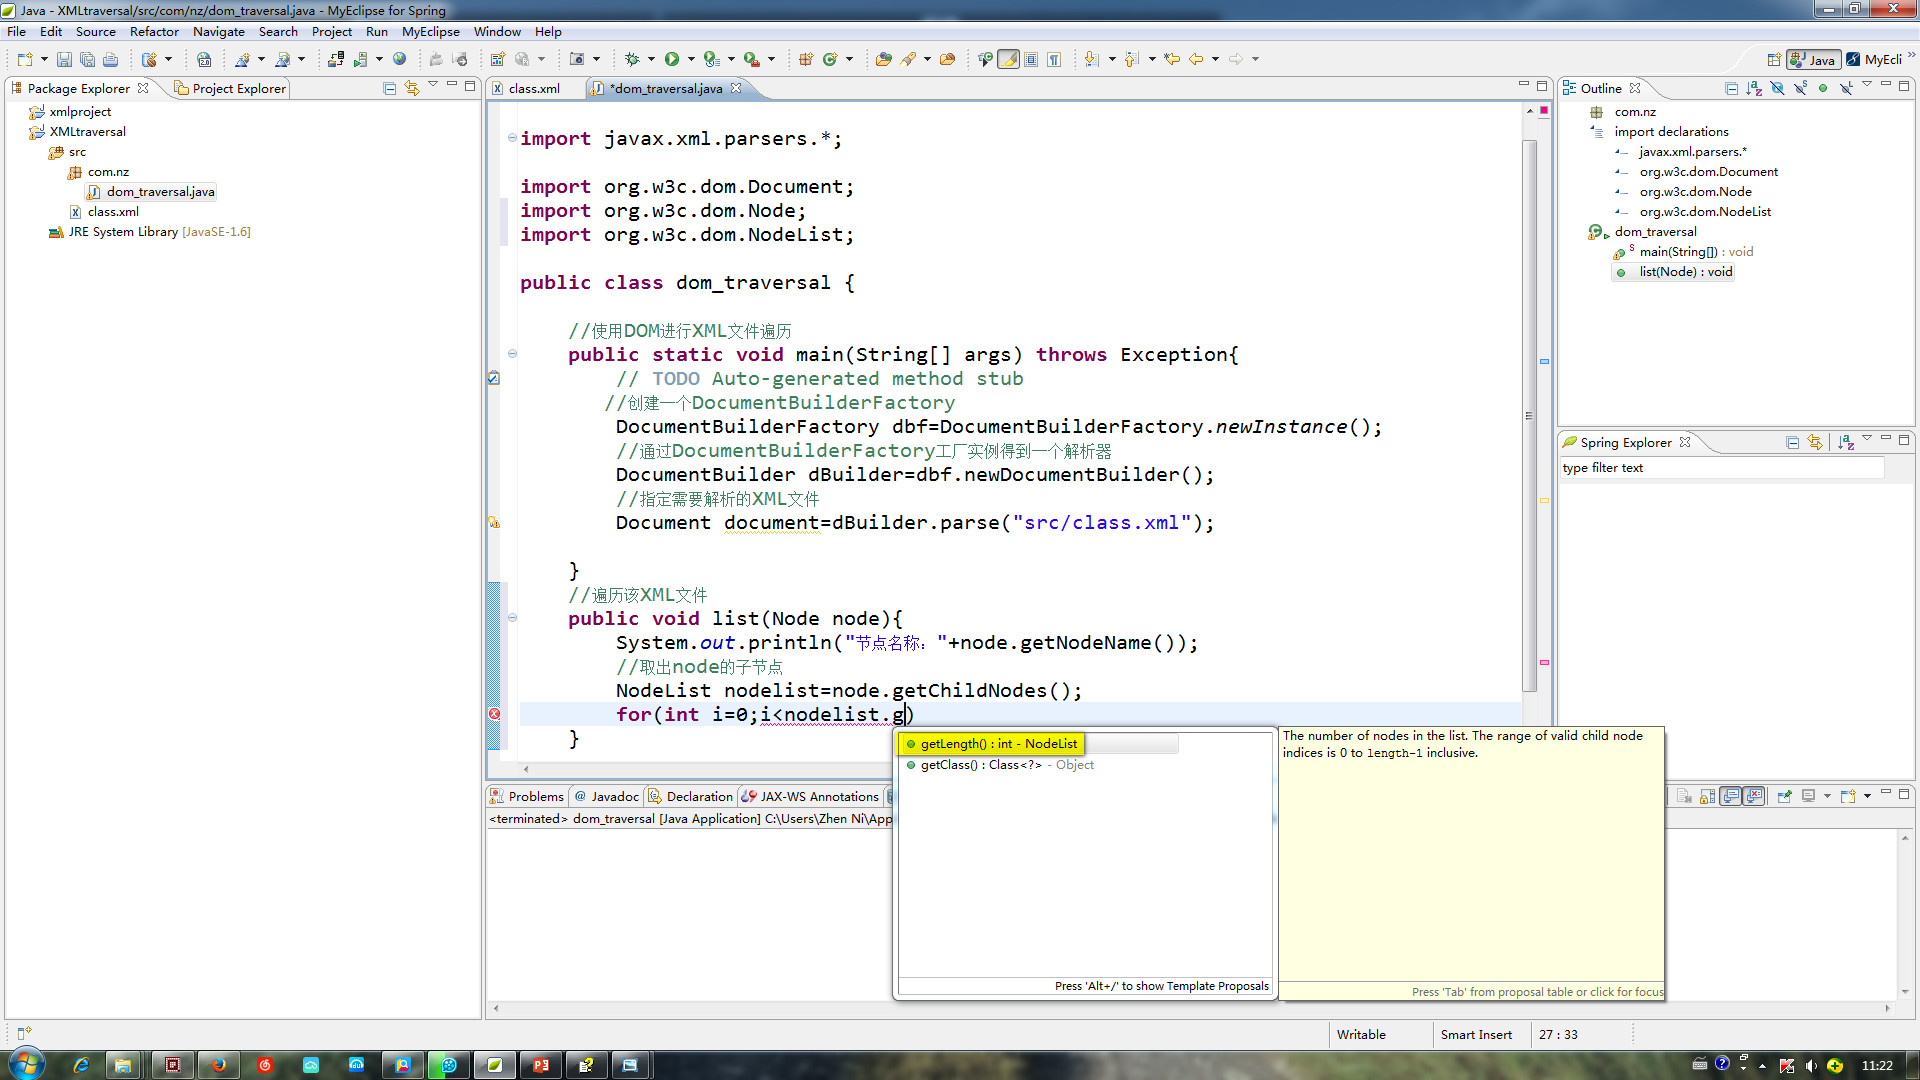 Java - XMLtraversal/src/com/nz/dom_traversal.java - MyEclipse for Spring
File Edit Source Refactor Navigate Search Project Run MyEclipse Window Help
Java
MyEcli
Package Explorer
Project Explorer
xmlproject
XMLtraversal
src
com.nz
dom_traversal.java
class.xml
JRE System Library [JavaSE-1.6]
class.xml
*dom_traversal.java
import javax.xml.parsers.*;
import org.w3c.dom.Document;
import org.w3c.dom.Node;
import org.w3c.dom.NodeList;
public class dom_traversal {
//使用DOM进行XML文件遍历
public static void main(String[] args) throws Exception{
// TODO Auto-generated method stub
//创建一个DocumentBuilderFactory
DocumentBuilderFactory dbf=DocumentBuilderFactory.newInstance();
//通过DocumentBuilderFactory工厂实例得到一个解析器
DocumentBuilder dBuilder=dbf.newDocumentBuilder();
//指定需要解析的XML文件
Document document=dBuilder.parse("src/class.xml");
}
//遍历该XML文件
public void list(Node node){
System.out.println("节点名称："+node.getNodeName());
//取出node的子节点
NodeList nodelist=node.getChildNodes();
for(int i=0;i<nodelist.g)
}
getLength() : int - NodeList
getClass() : Class<?> - Object
Press 'Alt+/' to show Template Proposals
The number of nodes in the list. The range of valid child node
indices is 0 to length-1 inclusive.
Press 'Tab' from proposal table or click for focus
Outline
com.nz
import declarations
javax.xml.parsers.*
org.w3c.dom.Document
org.w3c.dom.Node
org.w3c.dom.NodeList
dom_traversal
main(String[]) : void
list(Node) : void
Spring Explorer
type filter text
Problems
Javadoc
Declaration
JAX-WS Annotations
<terminated> dom_traversal [Java Application] C:\Users\Zhen Ni\App
Writable
Smart Insert
27 : 33
11:22